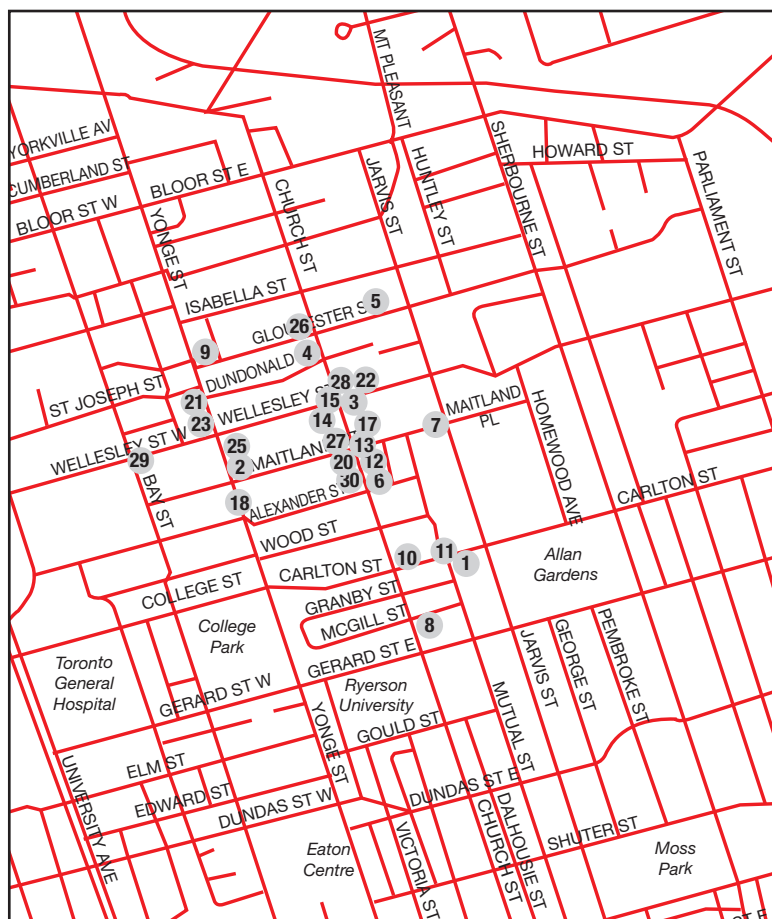 MT PLEASANT
YORKVILLE AV
CUMBERLAND ST
BLOOR ST W
BLOOR ST E
YONGE ST
CHURCH ST
JARVIS ST
HUNTLEY ST
SHERBOURNE ST
HOWARD ST
PARLIAMENT ST
ISABELLA ST
5
GLOUCESTER ST
26
9
4
DUNDONALD
ST JOSEPH ST
28
22
21
WELLESLEY ST
15
3
23
14
17
7
MAITLAND
PL
HOMEWOOD AVE
WELLESLEY ST W
29
25
2
MAITLAND
27
13
20
12
30
6
BAY ST
18
ALEXANDER ST
CARLTON ST
WOOD ST
COLLEGE ST
CARLTON ST
10
11
1
Allan
Gardens
GRANBY ST
MCGILL ST
8
College
Park
GERARD ST E
Toronto
General
Hospital
GERARD ST W
Ryerson
University
JARVIS ST
GEORGE ST
PEMBROKE ST
MUTUAL ST
GOULD ST
YONGE ST
ELM ST
UNIVERSITY AVE
EDWARD ST
DUNDAS ST W
DUNDAS ST E
VICTORIA ST
CHURCH ST
DALHOUSIE ST
SHUTER ST
Eaton
Centre
Moss
Park